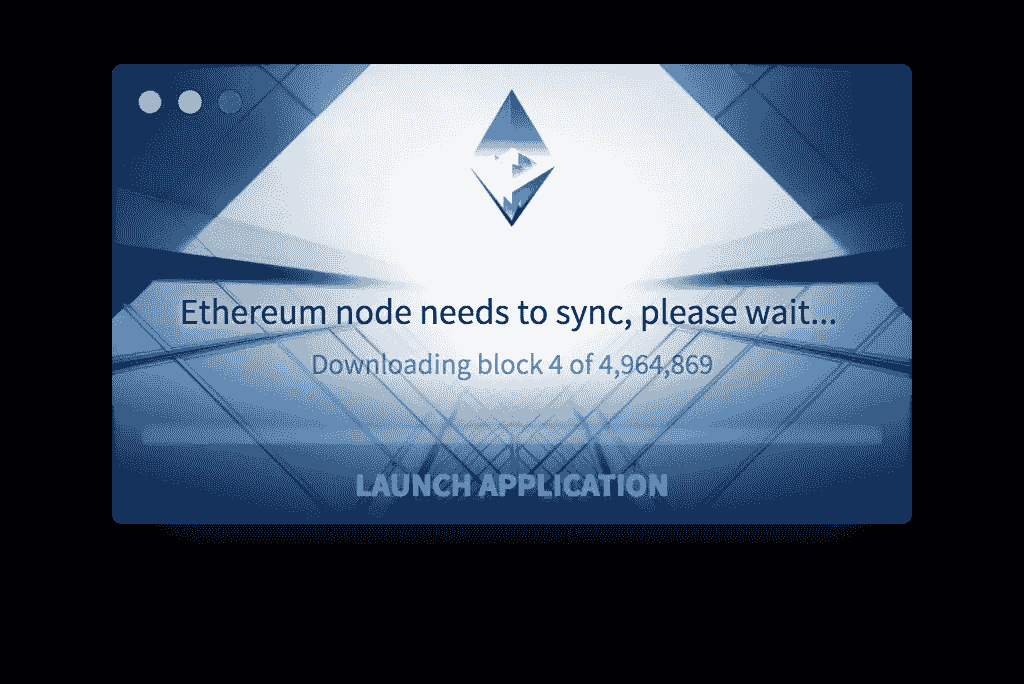 Ethereum node needs to sync, please wait...
Downloading block 4 of 4,964,869
LAUNCH APPLICATION